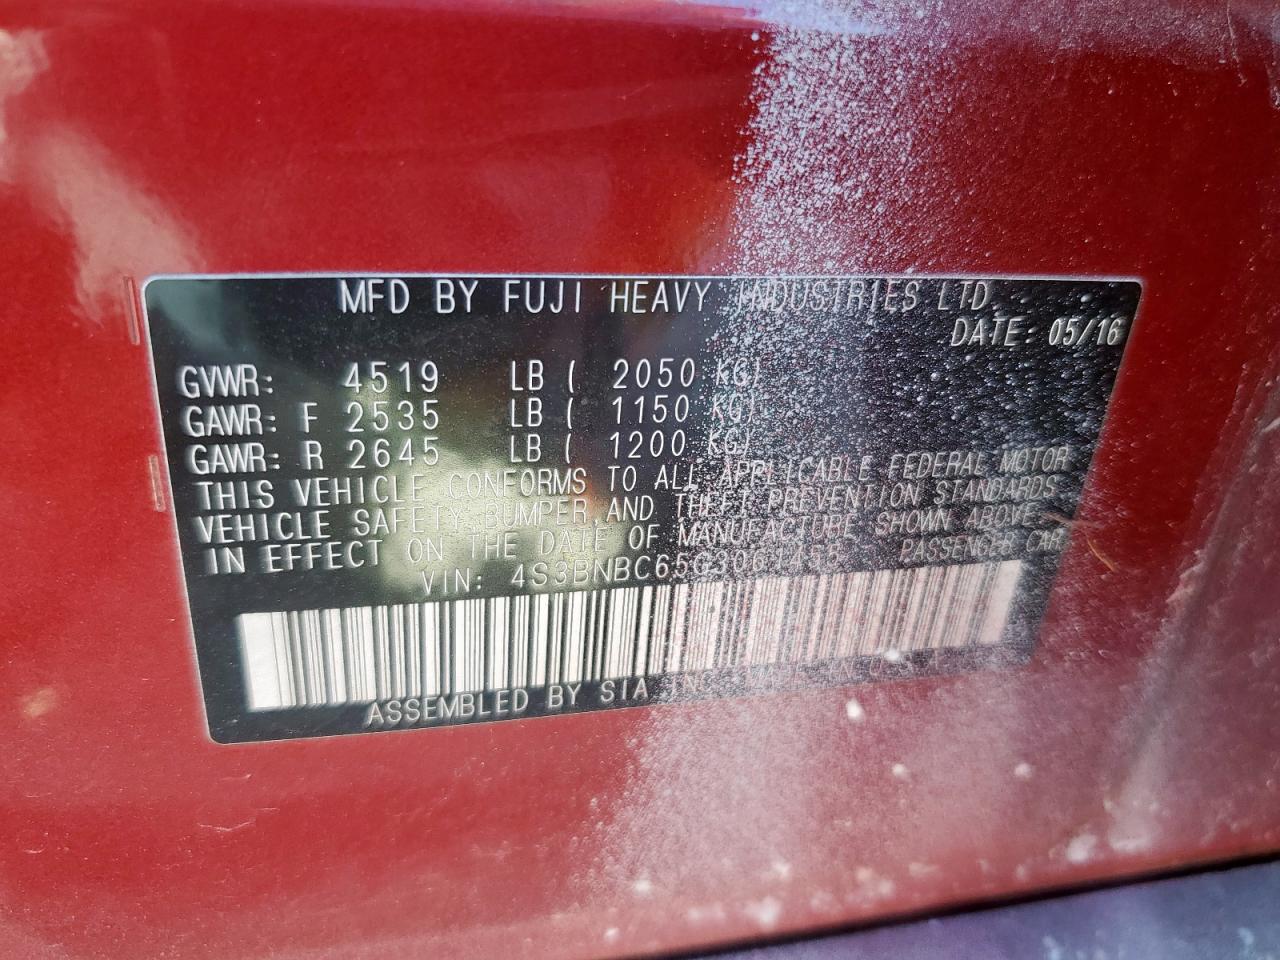 MFD BY FUJI HEAVY INDUSTRIES LTD.
DATE: 05/16
GVWR: 4519 LB ( 2050 KG)
GAWR: F 2535 LB ( 1150 KG)
GAWR: R 2645 LB ( 1200 KG)
THIS VEHICLE CONFORMS TO ALL APPLICABLE FEDERAL MOTOR
VEHICLE SAFETY, BUMPER, AND THEFT PREVENTION STANDARDS
IN EFFECT ON THE DATE OF MANUFACTURE SHOWN ABOVE.
VIN: PASSENGER CAR
ASSEMBLED BY SIA INC.